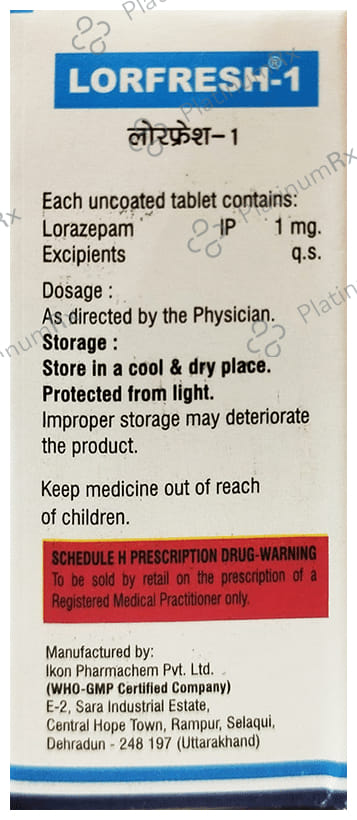 LORFRESH®-1
लोरफ्रेश-1
Each uncoated tablet contains:
Lorazepam IP 1 mg.
Excipients q.s.
Dosage :
As directed by the Physician.
Storage :
Store in a cool & dry place.
Protected from light.
Improper storage may deteriorate
the product.
Keep medicine out of reach
of children.
SCHEDULE H PRESCRIPTION DRUG-WARNING
To be sold by retail on the prescription of a
Registered Medical Practitioner only.
Manufactured by:
Ikon Pharmachem Pvt. Ltd.
(WHO-GMP Certified Company)
E-2, Sara Industrial Estate,
Central Hope Town, Rampur, Selaqui,
Dehradun - 248 197 (Uttarakhand)
PlatinumRx
PlatinumRx
PlatinumRx